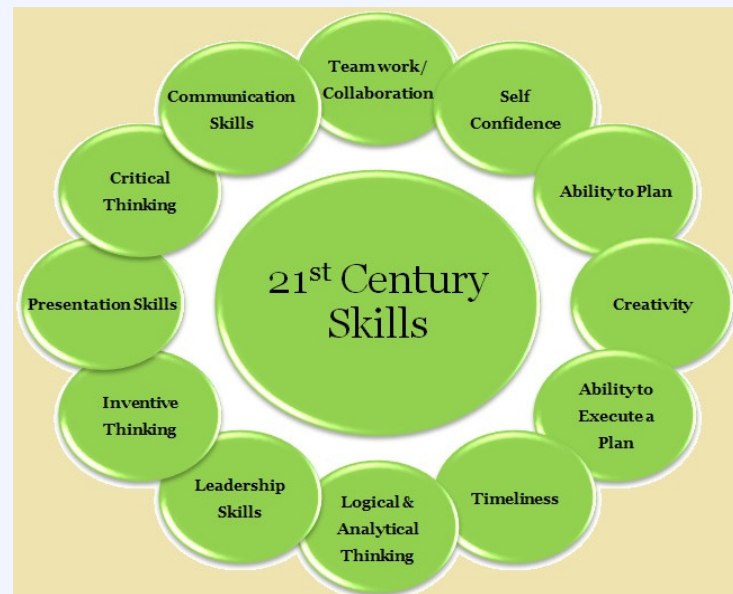 Team work/
Collaboration
Self
Confidence
Ability to Plan
Creativity
Ability to
Execute a
Plan
Timeliness
Logical &
Analytical
Thinking
Leadership
Skills
Inventive
Thinking
Presentation Skills
Critical
Thinking
Communication
Skills
21st Century
Skills